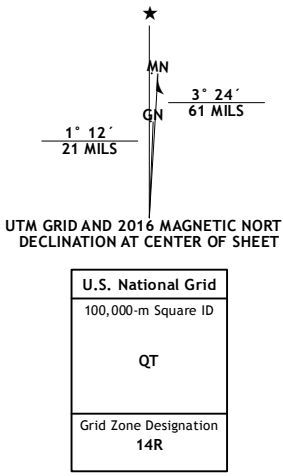 ★
MN
3° 24´
61 MILS
GN
1° 12´
21 MILS
UTM GRID AND 2016 MAGNETIC NORT
DECLINATION AT CENTER OF SHEET
U.S. National Grid
100,000-m Square ID
QT
Grid Zone Designation
14R